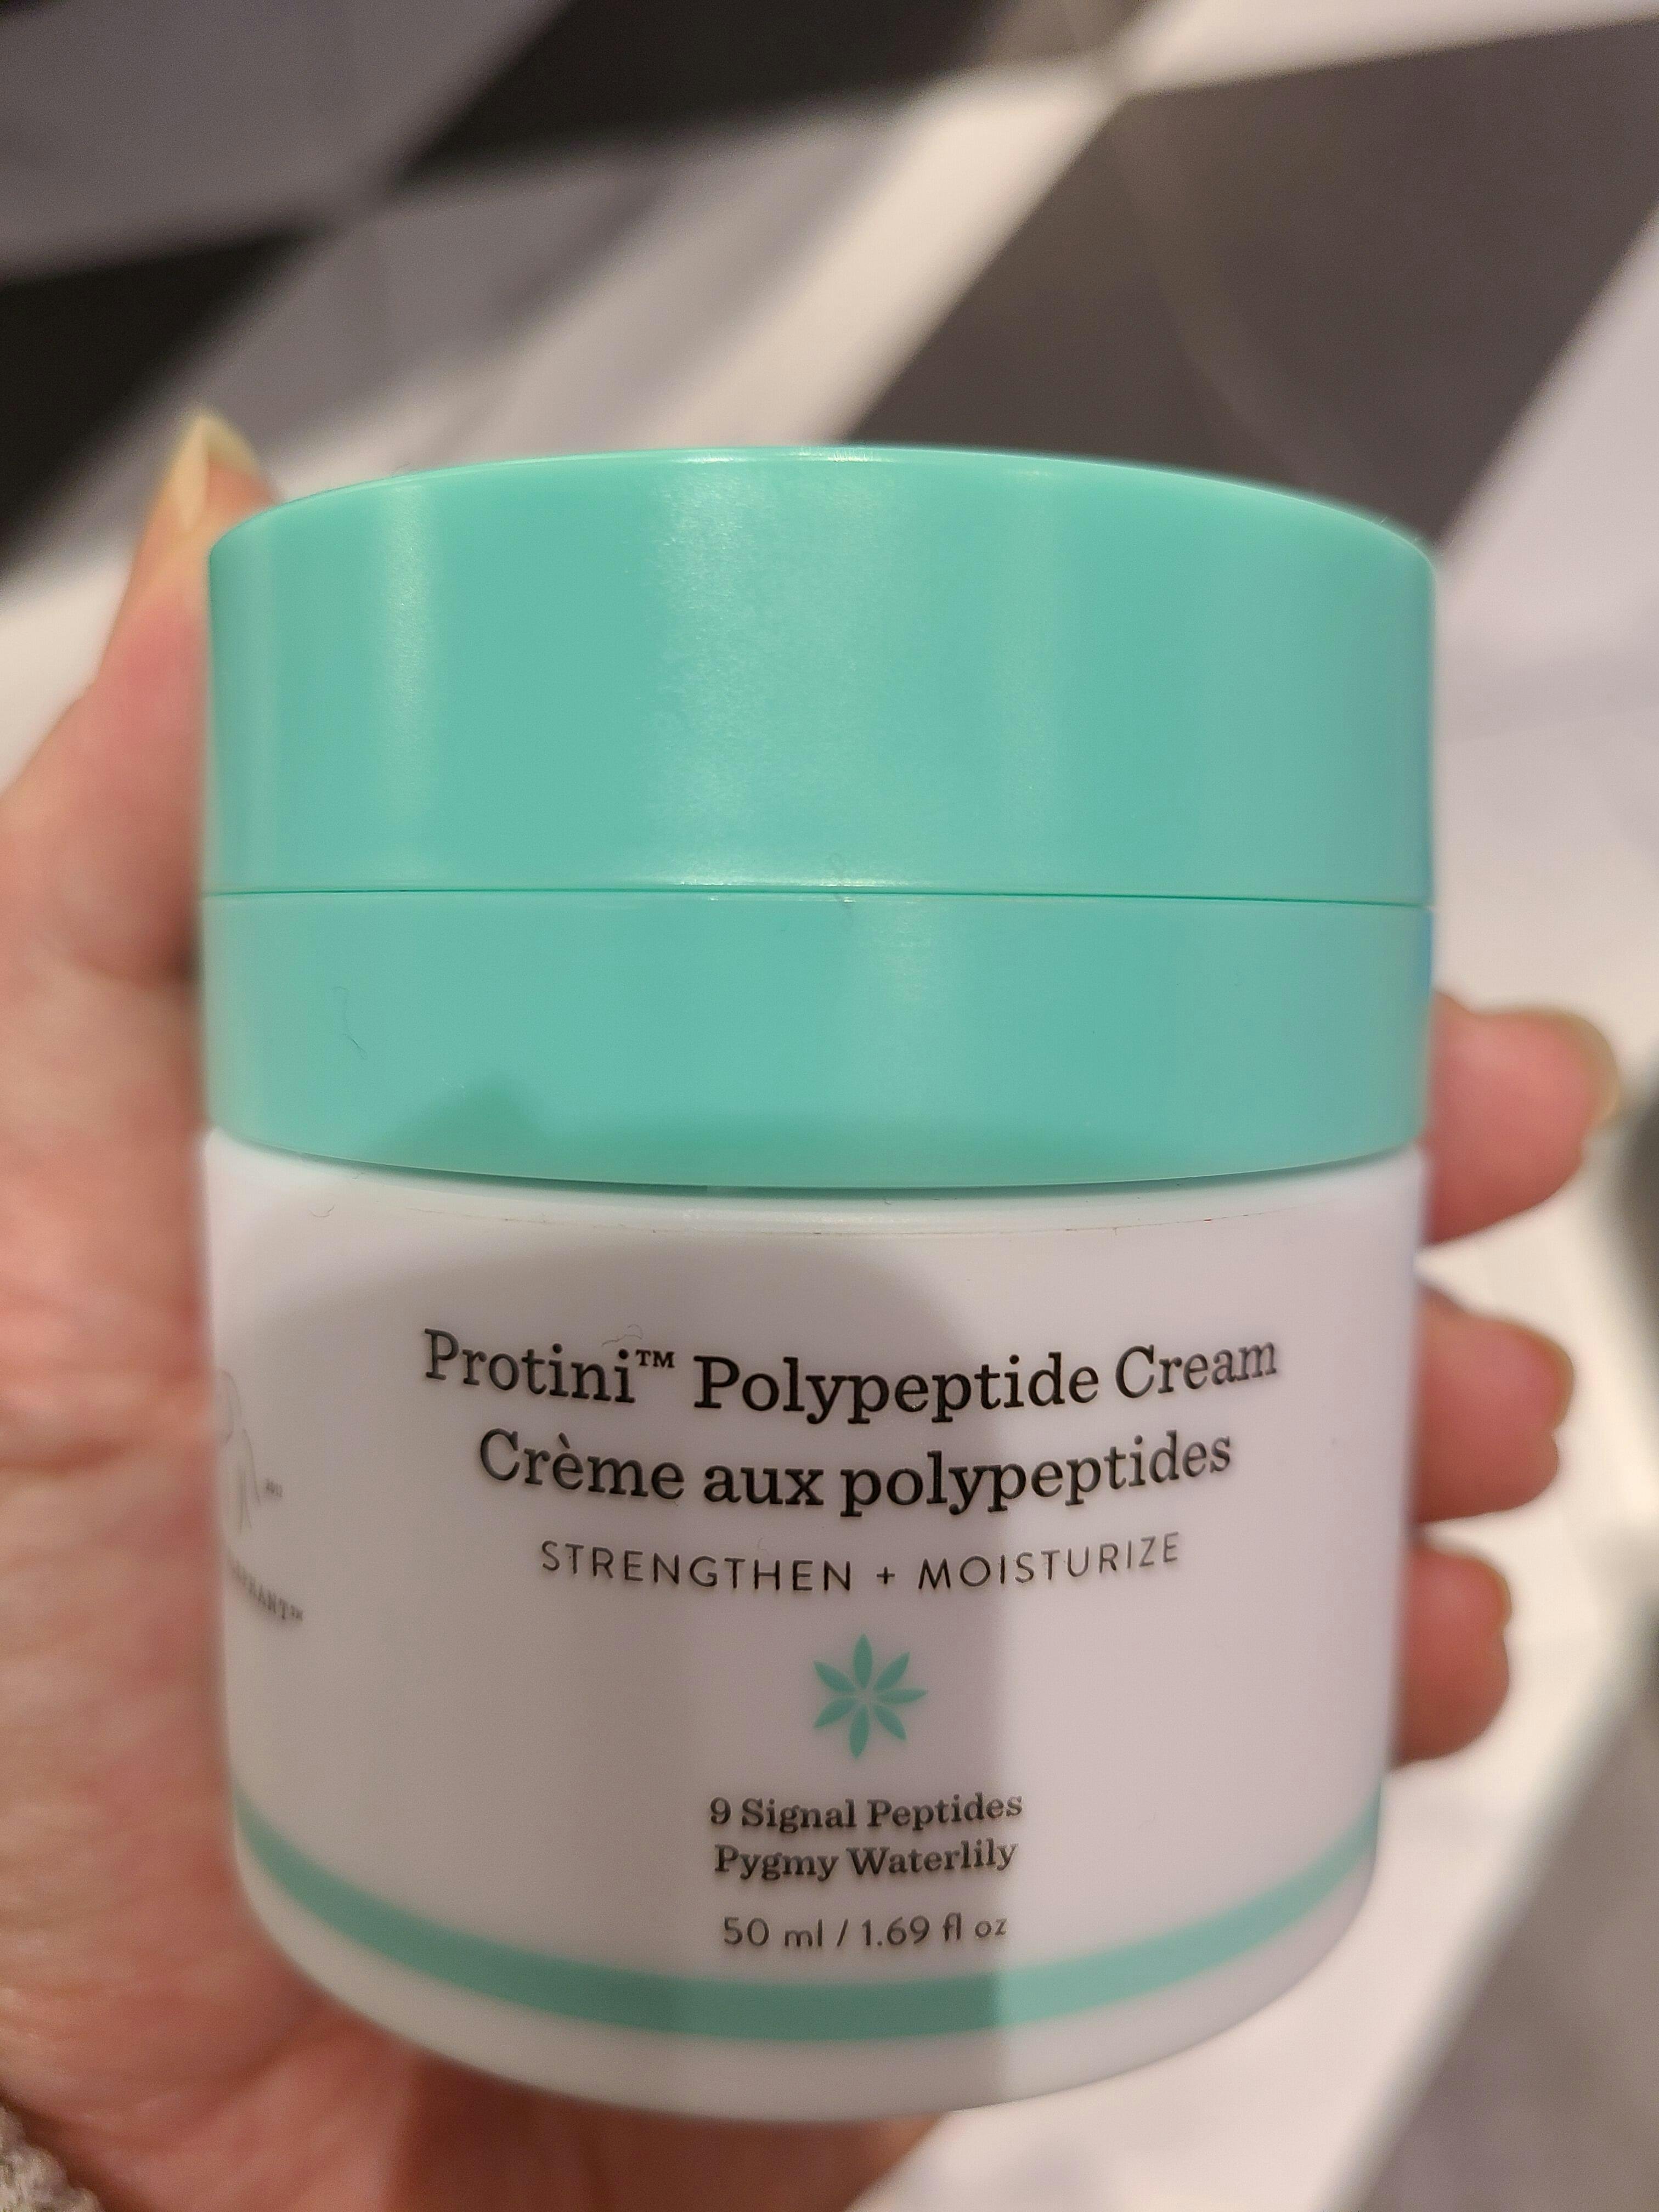 Protini™ Polypeptide Cream
Crème aux polypeptides
STRENGTHEN + MOISTURIZE
9 Signal Peptides
Pygmy Waterlily
50 ml / 1.69 fl oz